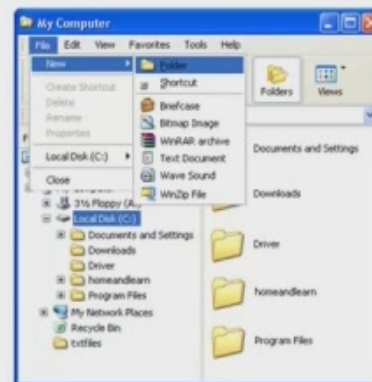 My Computer
File Edit View Favorites Tools Help
New
Create Shortcut
Delete
Rename
Properties
Local Disk (C:)
Close
Folder
Shortcut
Briefcase
Bitmap Image
WinRAR archive
Text Document
Wave Sound
WinZip File
Folders
Views
My Computer
3½ Floppy (A:)
Local Disk (C:)
Documents and Settings
Downloads
Driver
homeandlearn
Program Files
My Network Places
Recycle Bin
txtfiles
Documents and Settings
Downloads
Driver
homeandlearn
Program Files